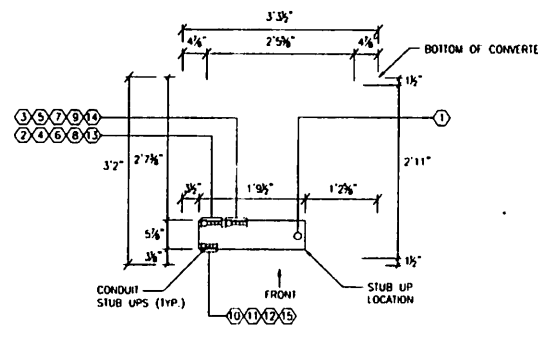 3'3½"
4⅞" 2'5⅝" 4⅞"
BOTTOM OF CONVERTE
1½"
3 5 7 9 14
2 4 6 8 13
1
3'2" 2'7⅜" 2'11"
3½" 1'9½" 1'2⅝"
5⅞"
3⅛"
1½"
CONDUIT
STUB UPS (TYP.)
FRONT
STUB UP
LOCATION
10 11 12 15